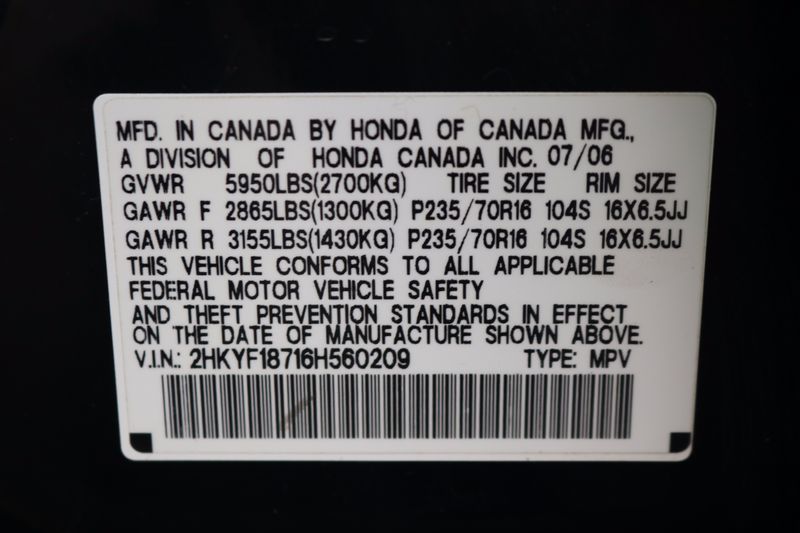 MFD. IN CANADA BY HONDA OF CANADA MFG.,
A DIVISION OF HONDA CANADA INC. 07/06
GVWR 5950LBS(2700KG) TIRE SIZE RIM SIZE
GAWR F 2865LBS(1300KG) P235/70R16 104S 16X6.5JJ
GAWR R 3155LBS(1430KG) P235/70R16 104S 16X6.5JJ
THIS VEHICLE CONFORMS TO ALL APPLICABLE
FEDERAL MOTOR VEHICLE SAFETY
AND THEFT PREVENTION STANDARDS IN EFFECT
ON THE DATE OF MANUFACTURE SHOWN ABOVE.
V.I.N.: 2HKYF18716H560209 TYPE: MPV